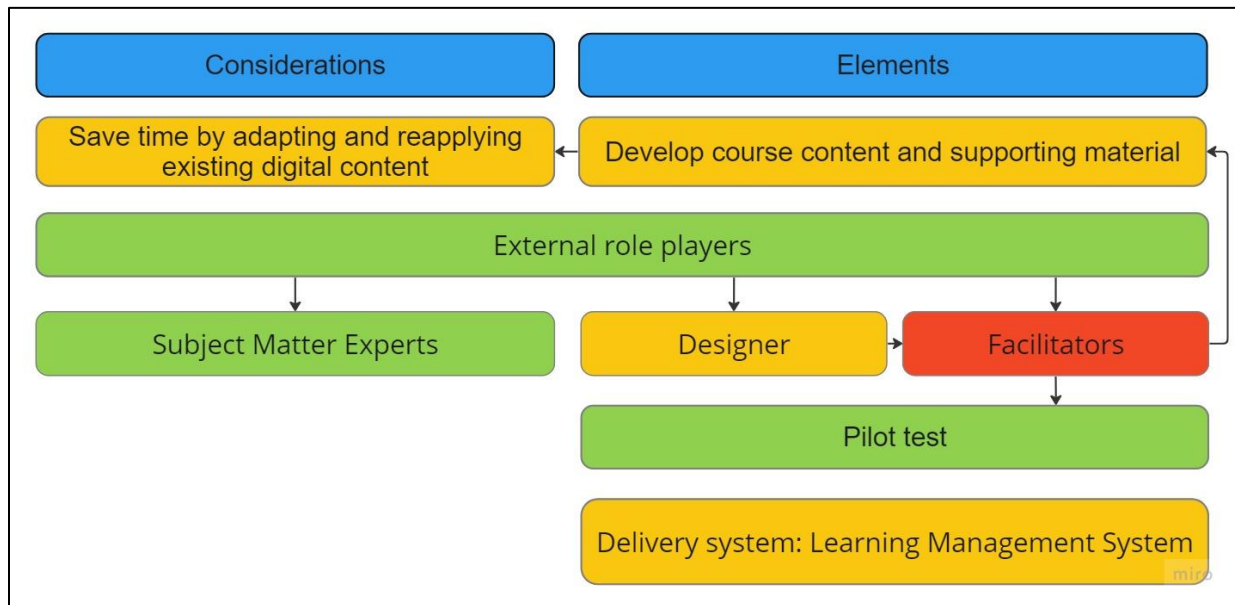 Considerations
Elements
Save time by adapting and reapplying
existing digital content
Develop course content and supporting material
External role players
Subject Matter Experts
Designer
Facilitators
Pilot test
Delivery system: Learning Management System
miro